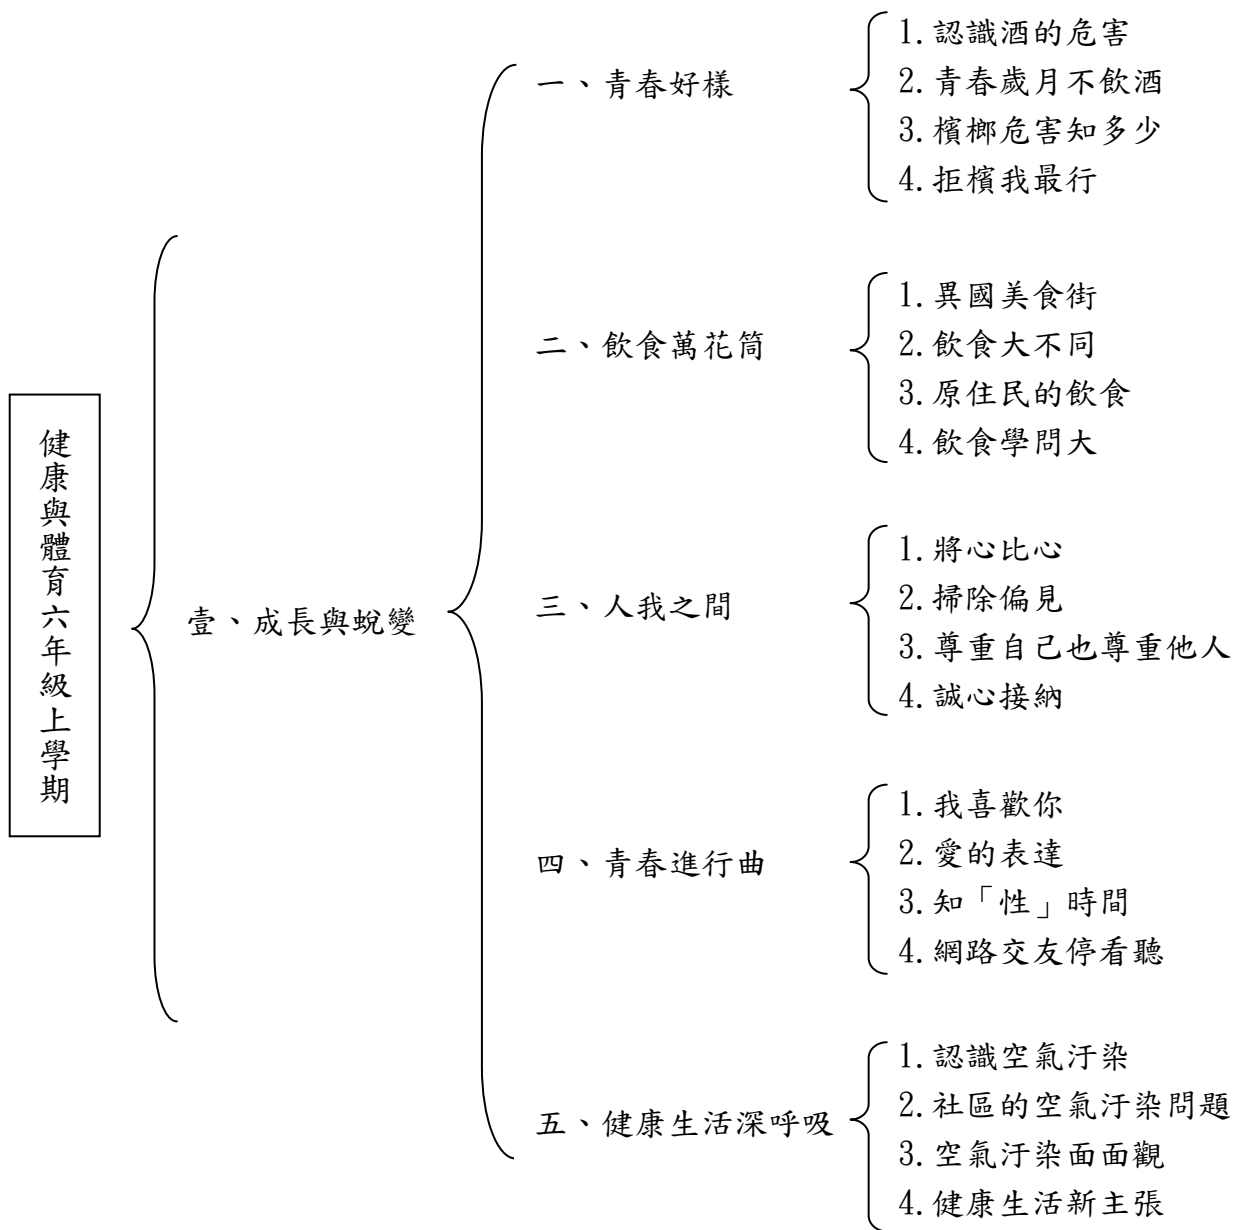 健康與體育六年級上學期
壹、成長與蛻變
一、青春好樣
1.認識酒的危害
2.青春歲月不飲酒
3.檳榔危害知多少
4.拒檳我最行
二、飲食萬花筒
1.異國美食街
2.飲食大不同
3.原住民的飲食
4.飲食學問大
三、人我之間
1.將心比心
2.掃除偏見
3.尊重自己也尊重他人
4.誠心接納
四、青春進行曲
1.我喜歡你
2.愛的表達
3.知「性」時間
4.網路交友停看聽
五、健康生活深呼吸
1.認識空氣汙染
2.社區的空氣汙染問題
3.空氣汙染面面觀
4.健康生活新主張